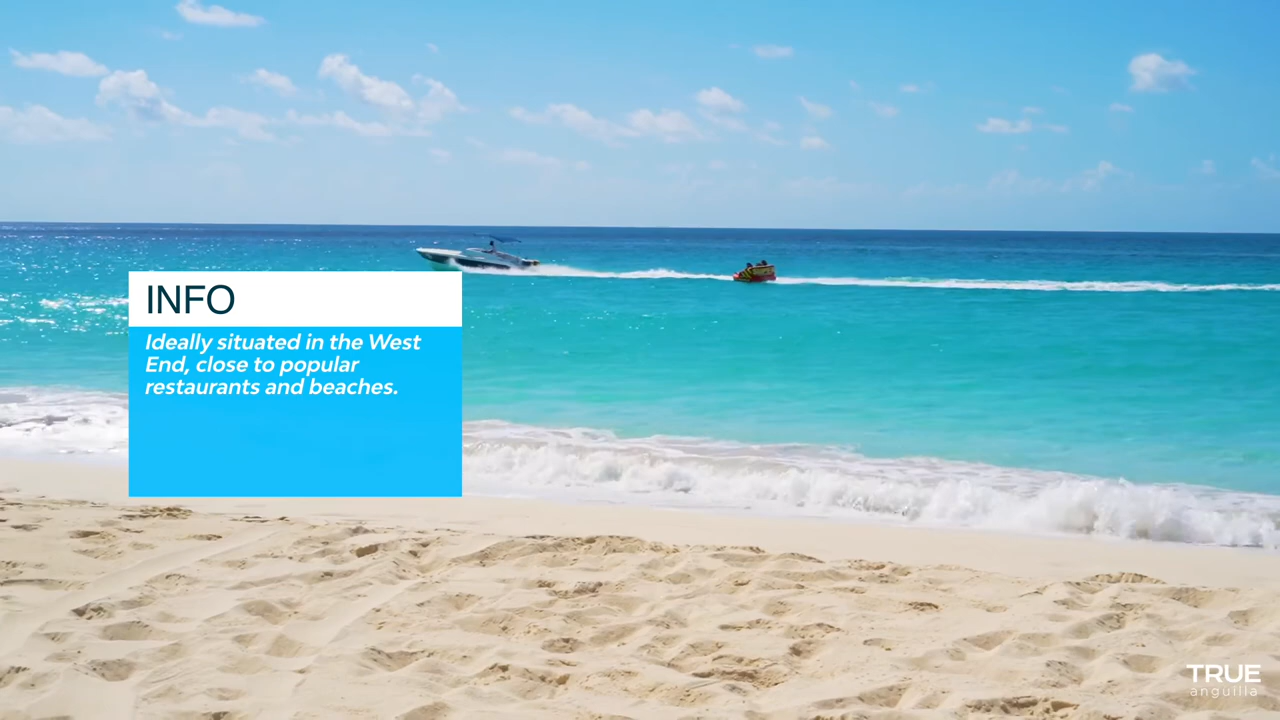 INFO
Ideally situated in the West
End, close to popular
restaurants and beaches.
TRUE
anguilla